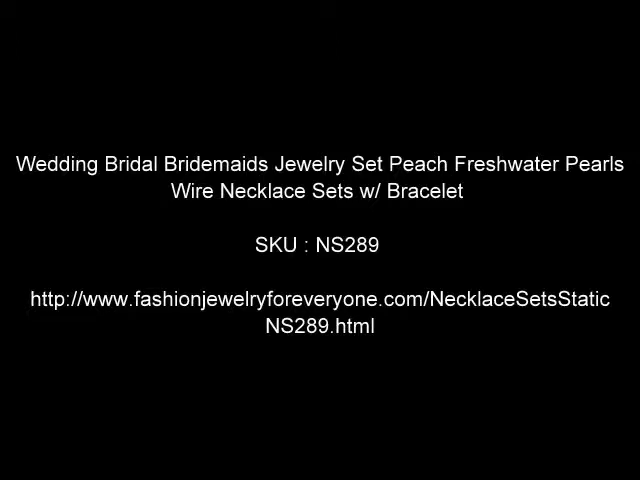 Wedding Bridal Bridemaids Jewelry Set Peach Freshwater Pearls
Wire Necklace Sets w/ Bracelet
SKU : NS289
http://www.fashionjewelryforeveryone.com/NecklaceSetsStatic
NS289.html